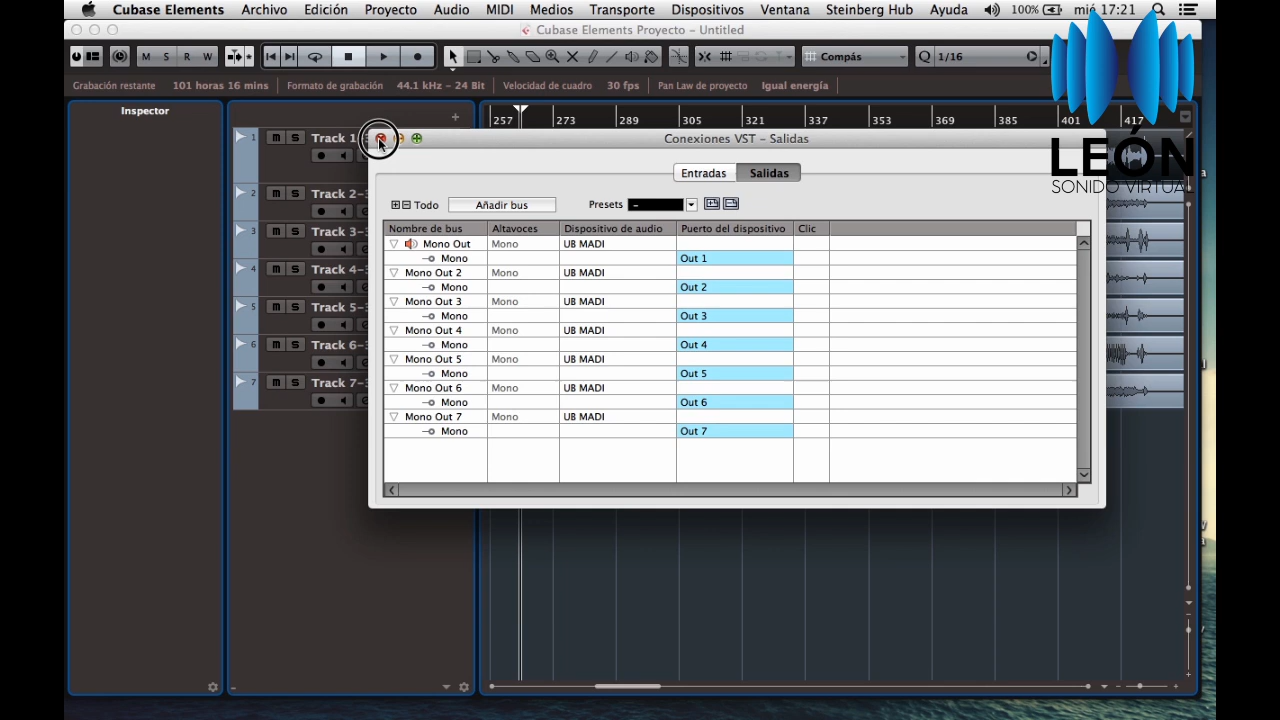 Cubase Elements Archivo Edición Proyecto Audio MIDI Medios Transporte Dispositivos Ventana Steinberg Hub Ayuda 100% mié 17:21
Cubase Elements Proyecto – Untitled
M S R W Compás Q 1/16
Grabación restante 101 horas 16 mins Formato de grabación 44.1 kHz – 24 Bit Velocidad de cuadro 30 fps Pan Law de proyecto Igual energía
Inspector
257 273 289 305 321 337 353 369 385 401 417
LEÓN
SONIDO VIRTUAL
1 m S Track 1
2 m S Track 2-
3 m S Track 3-
4 m S Track 4-
5 m S Track 5-
6 m S Track 6-
7 m S Track 7-
Conexiones VST – Salidas
Entradas Salidas
Todo Añadir bus Presets –
Nombre de bus Altavoces Dispositivo de audio Puerto del dispositivo Clic
Mono Out Mono UB MADI
Mono Out 1
Mono Out 2 Mono UB MADI
Mono Out 2
Mono Out 3 Mono UB MADI
Mono Out 3
Mono Out 4 Mono UB MADI
Mono Out 4
Mono Out 5 Mono UB MADI
Mono Out 5
Mono Out 6 Mono UB MADI
Mono Out 6
Mono Out 7 Mono UB MADI
Mono Out 7